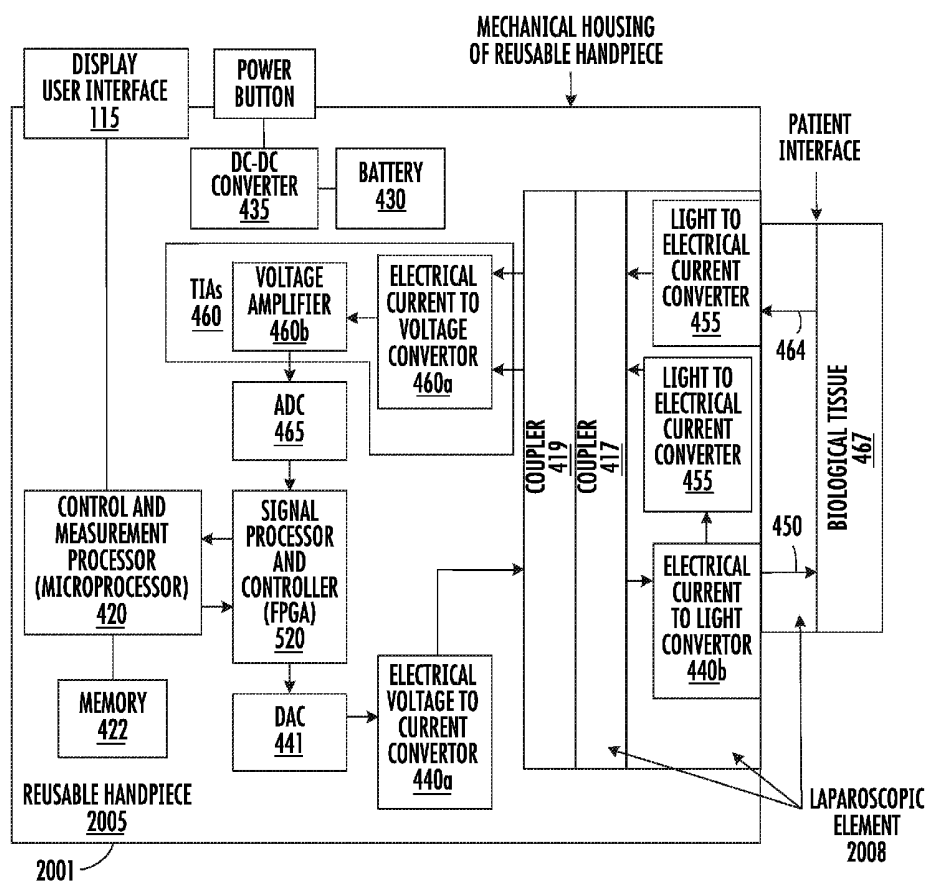 MECHANICAL HOUSING
OF REUSABLE HANDPIECE
DISPLAY
USER INTERFACE
115
POWER
BUTTON
PATIENT
INTERFACE
DC-DC
CONVERTER
435
BATTERY
430
TIAs
460
VOLTAGE
AMPLIFIER
460b
ELECTRICAL
CURRENT TO
VOLTAGE
CONVERTOR
460a
LIGHT TO
ELECTRICAL
CURRENT
CONVERTER
455
464
ADC
465
COUPLER
419
COUPLER
417
LIGHT TO
ELECTRICAL
CURRENT
CONVERTER
455
BIOLOGICAL TISSUE
467
CONTROL AND
MEASUREMENT
PROCESSOR
(MICROPROCESSOR)
420
SIGNAL
PROCESSOR
AND
CONTROLLER
(FPGA)
520
450
ELECTRICAL
CURRENT
TO LIGHT
CONVERTOR
440b
MEMORY
422
DAC
441
ELECTRICAL
VOLTAGE TO
CURRENT
CONVERTOR
440a
REUSABLE HANDPIECE
2005
2001
LAPAROSCOPIC
ELEMENT
2008